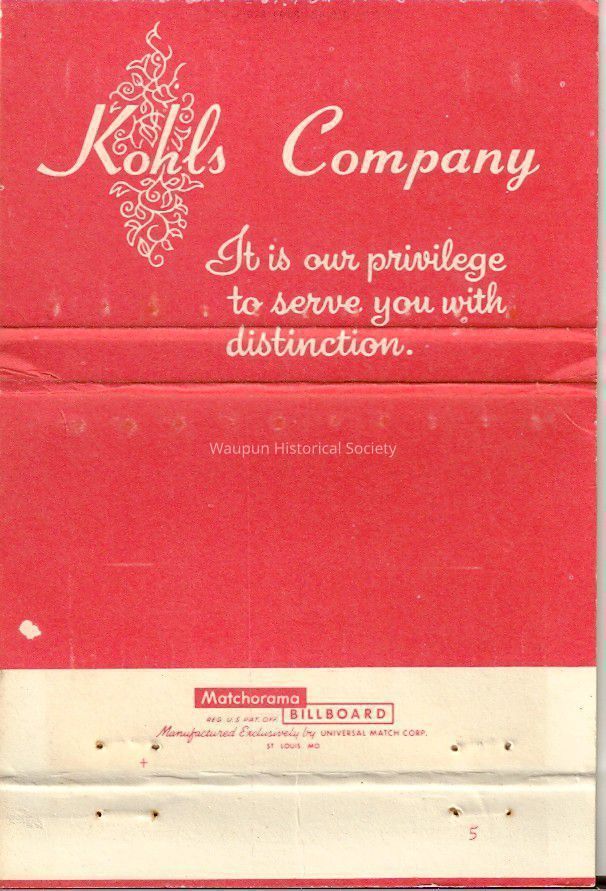 Kohls Company
It is our privilege
to serve you with
distinction.
Waupun Historical Society
Matchorama
REG. U.S. PAT. OFF. BILLBOARD
Manufactured Exclusively by UNIVERSAL MATCH CORP.
ST. LOUIS, MO
5